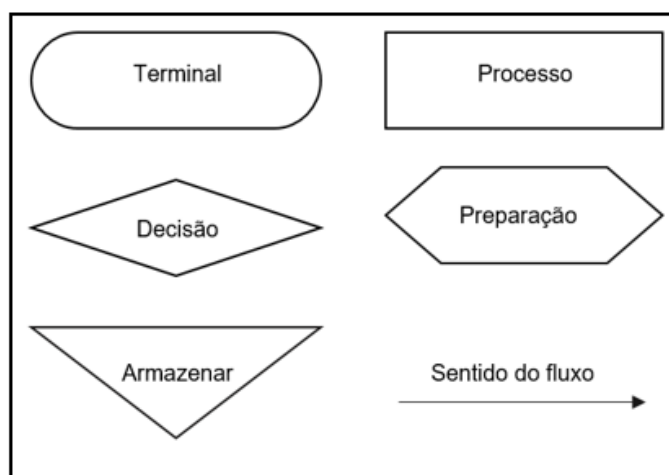 Terminal
Processo
Decisão
Preparação
Armazenar
Sentido do fluxo